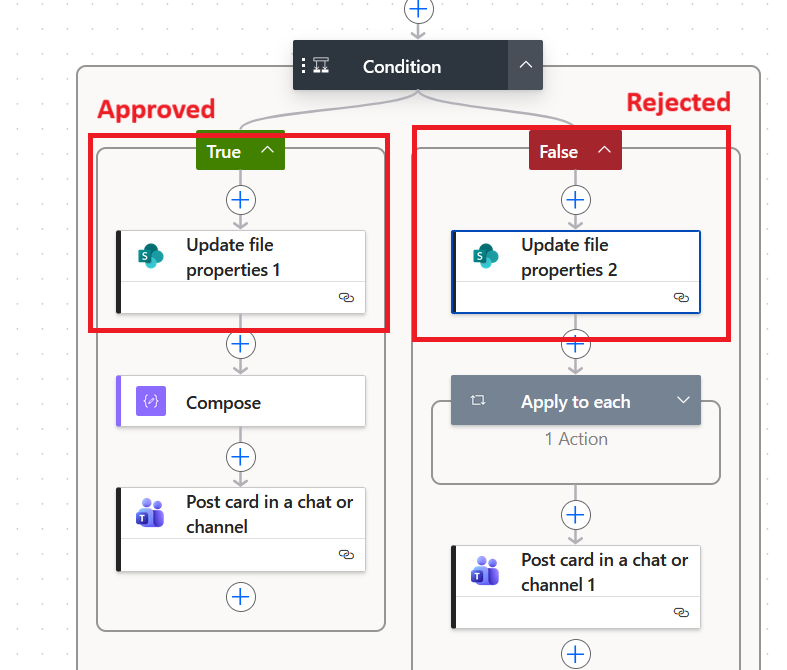 Condition
Approved
Rejected
True
False
Update file
properties 1
Update file
properties 2
Compose
Apply to each
1 Action
Post card in a chat or
channel
Post card in a chat or
channel 1